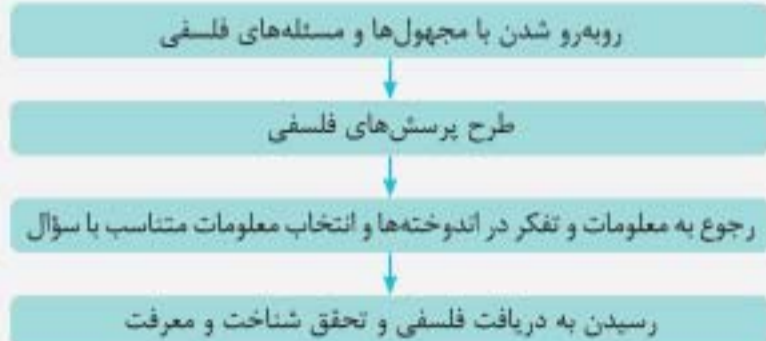 روبه‌رو شدن با مجهول‌ها و مسئله‌های فلسفی
طرح پرسش‌های فلسفی
رجوع به معلومات و تفکر در اندوخته‌ها و انتخاب معلومات متناسب با سؤال
رسیدن به دریافت فلسفی و تحقق شناخت و معرفت